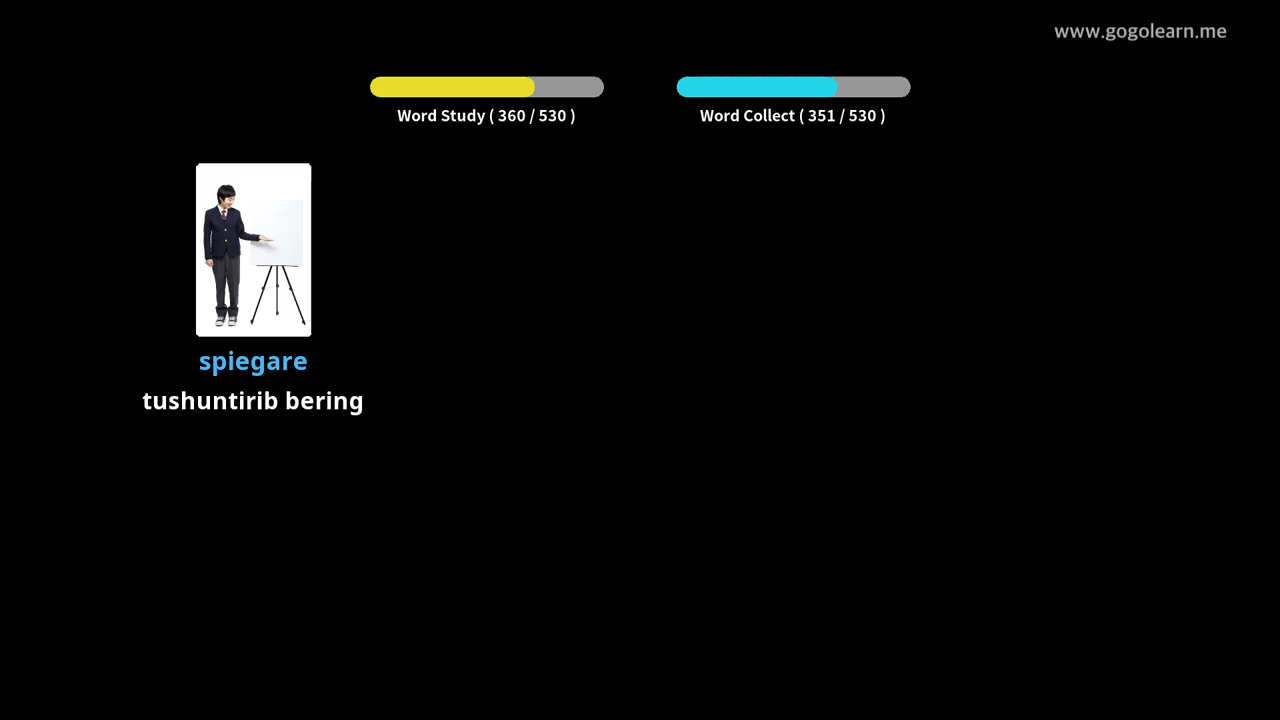 www.gogolearn.me
Word Study ( 360 / 530 )
Word Collect ( 351 / 530 )
spiegare
tushuntirib bering